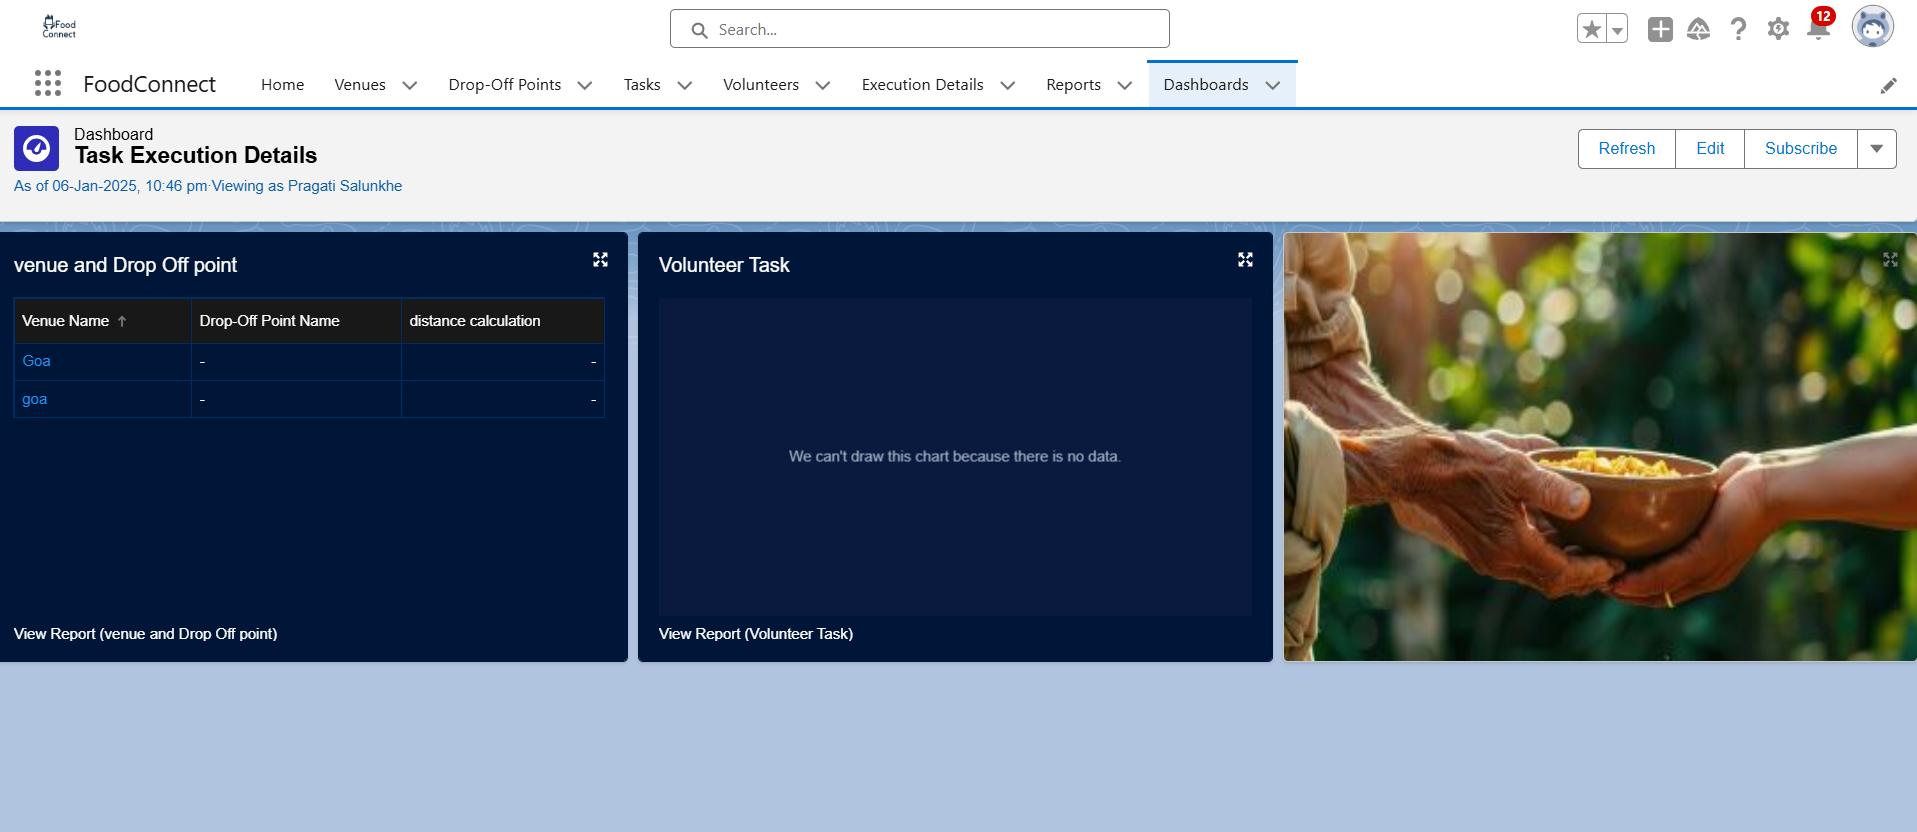 Food
Connect
Search...
12
FoodConnect
Home
Venues
Drop-Off Points
Tasks
Volunteers
Execution Details
Reports
Dashboards
Dashboard
Task Execution Details
As of 06-Jan-2025, 10:46 pm·Viewing as Pragati Salunkhe
Refresh
Edit
Subscribe
venue and Drop Off point
Venue Name ↑ Drop-Off Point Name distance calculation
Goa - -
goa - -
View Report (venue and Drop Off point)
Volunteer Task
We can't draw this chart because there is no data.
View Report (Volunteer Task)